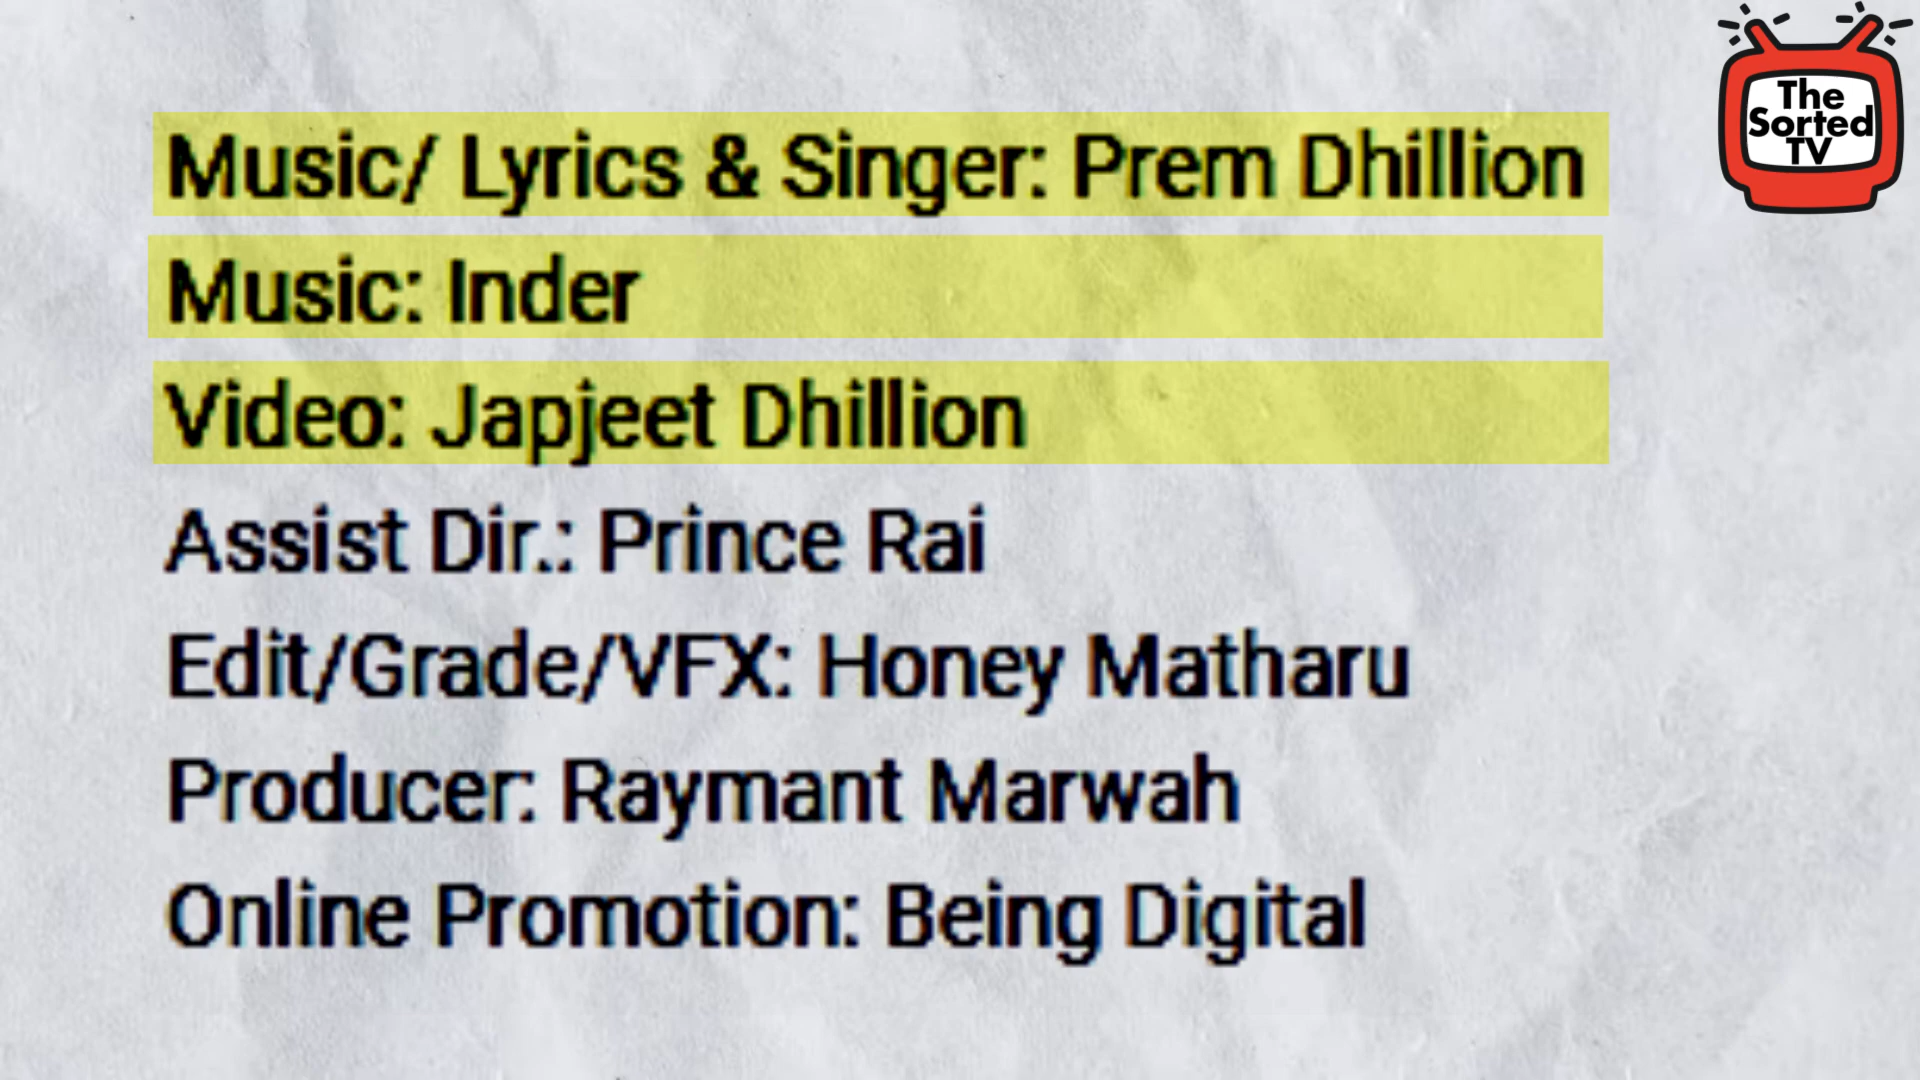 The
Sorted
TV
Music/ Lyrics & Singer: Prem Dhillion
Music: Inder
Video: Japjeet Dhillion
Assist Dir.: Prince Rai
Edit/Grade/VFX: Honey Matharu
Producer: Raymant Marwah
Online Promotion: Being Digital